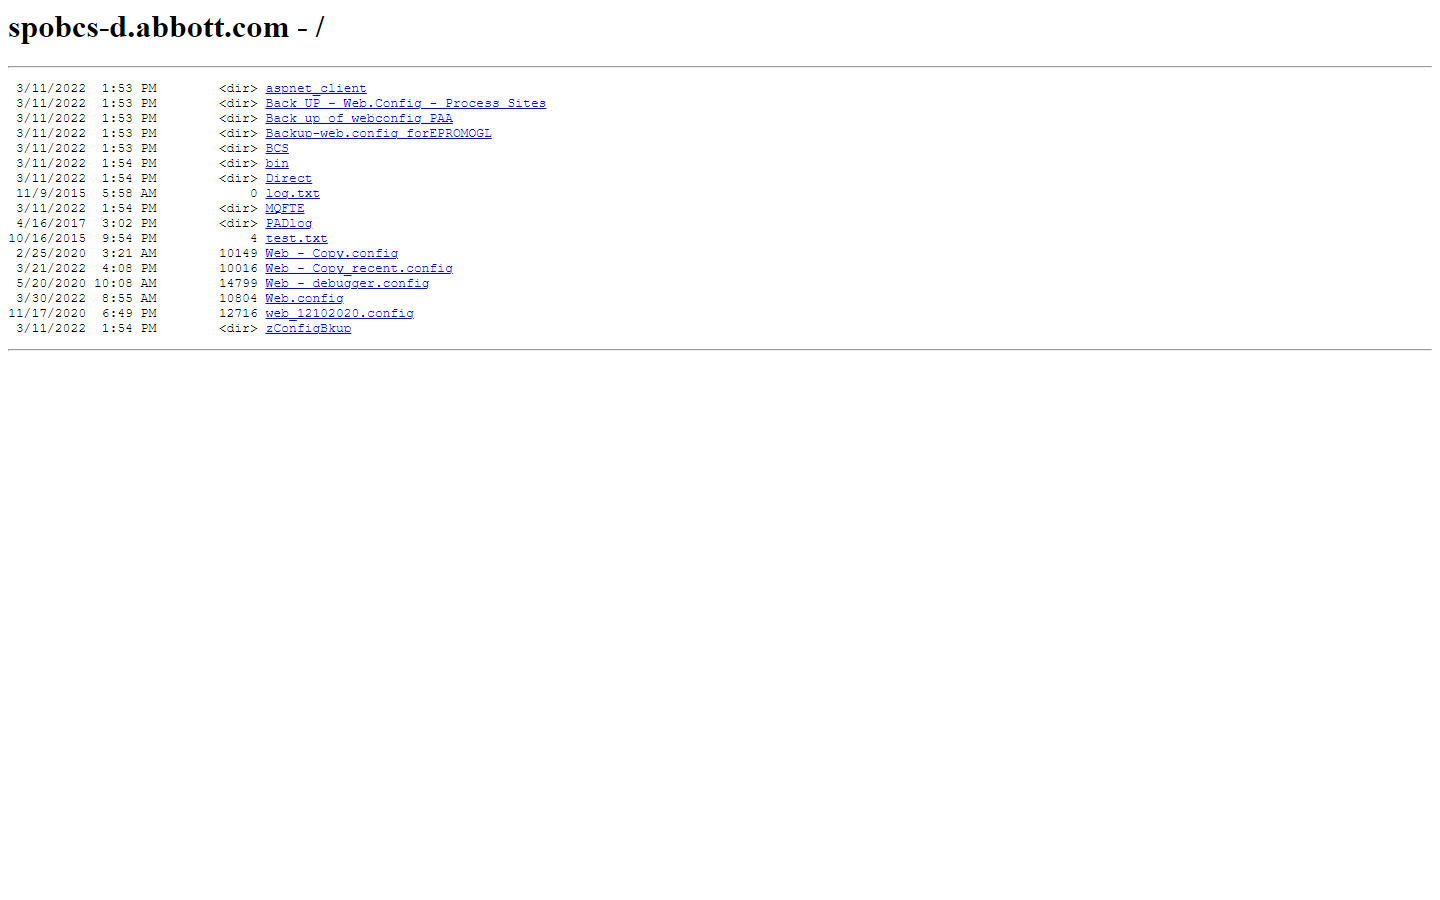 spobcs-d.abbott.com - /
3/11/2022 1:53 PM <dir> aspnet_client
3/11/2022 1:53 PM <dir> Back UP - Web.Config - Process Sites
3/11/2022 1:53 PM <dir> Back up of webconfig PAA
3/11/2022 1:53 PM <dir> Backup-web.config forEPROMOGL
3/11/2022 1:53 PM <dir> BCS
3/11/2022 1:54 PM <dir> bin
3/11/2022 1:54 PM <dir> Direct
11/9/2015 5:58 AM 0 log.txt
3/11/2022 1:54 PM <dir> MQFTE
4/16/2017 3:02 PM <dir> PADlog
10/16/2015 9:54 PM 4 test.txt
2/25/2020 3:21 AM 10149 Web - Copy.config
3/21/2022 4:08 PM 10016 Web - Copy_recent.config
5/20/2020 10:08 AM 14799 Web - debugger.config
3/30/2022 8:55 AM 10804 Web.config
11/17/2020 6:49 PM 12716 web_12102020.config
3/11/2022 1:54 PM <dir> zConfigBkup